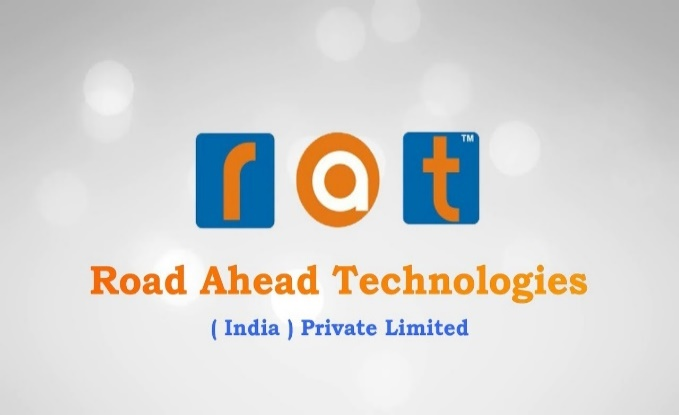 rat™
Road Ahead Technologies
( India ) Private Limited